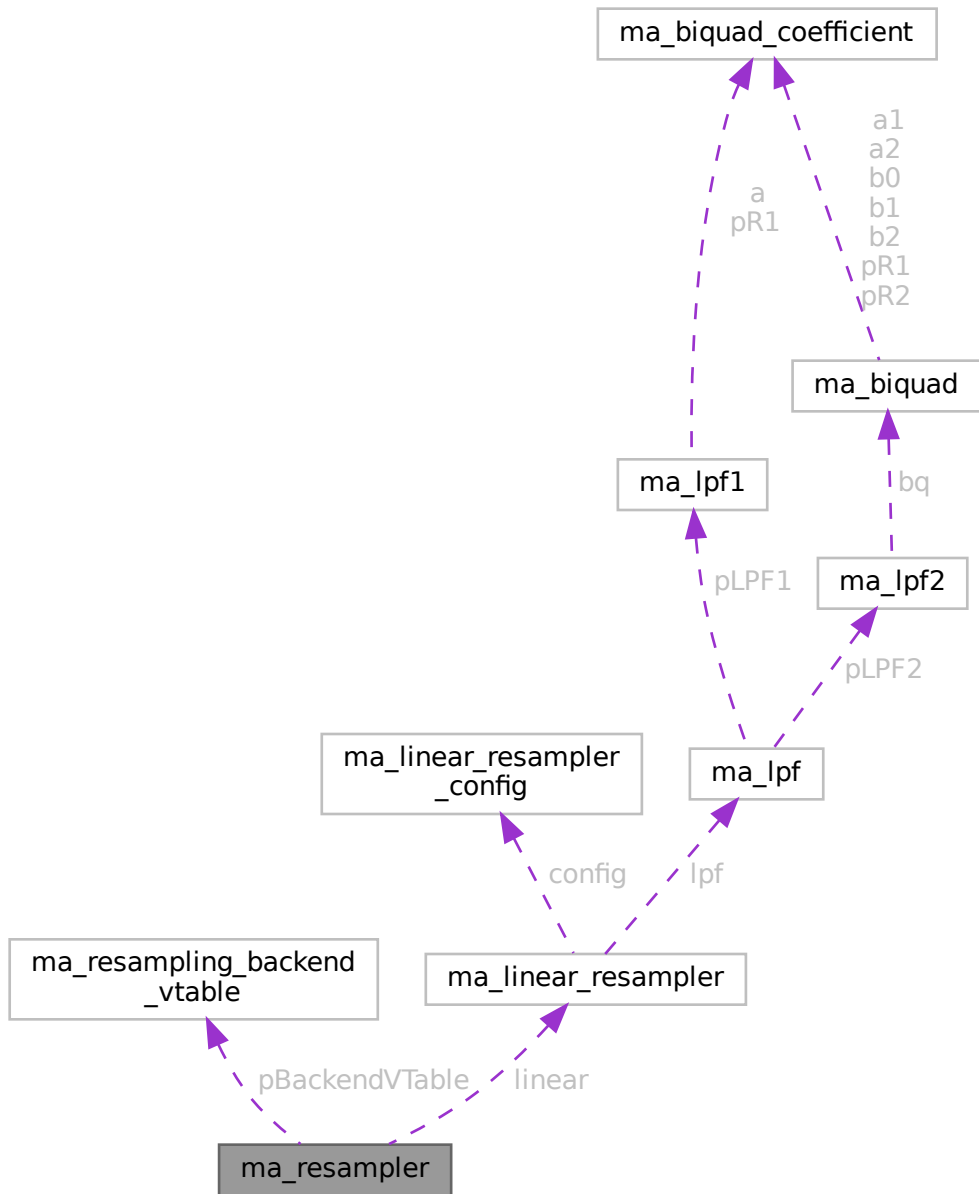 ma_biquad_coefficient
a1
a2
b0
b1
b2
pR1
pR2
a
pR1
ma_biquad
ma_lpf1
bq
ma_lpf2
pLPF1
pLPF2
ma_linear_resampler
_config
ma_lpf
config
lpf
ma_resampling_backend
_vtable
ma_linear_resampler
pBackendVTable
linear
ma_resampler